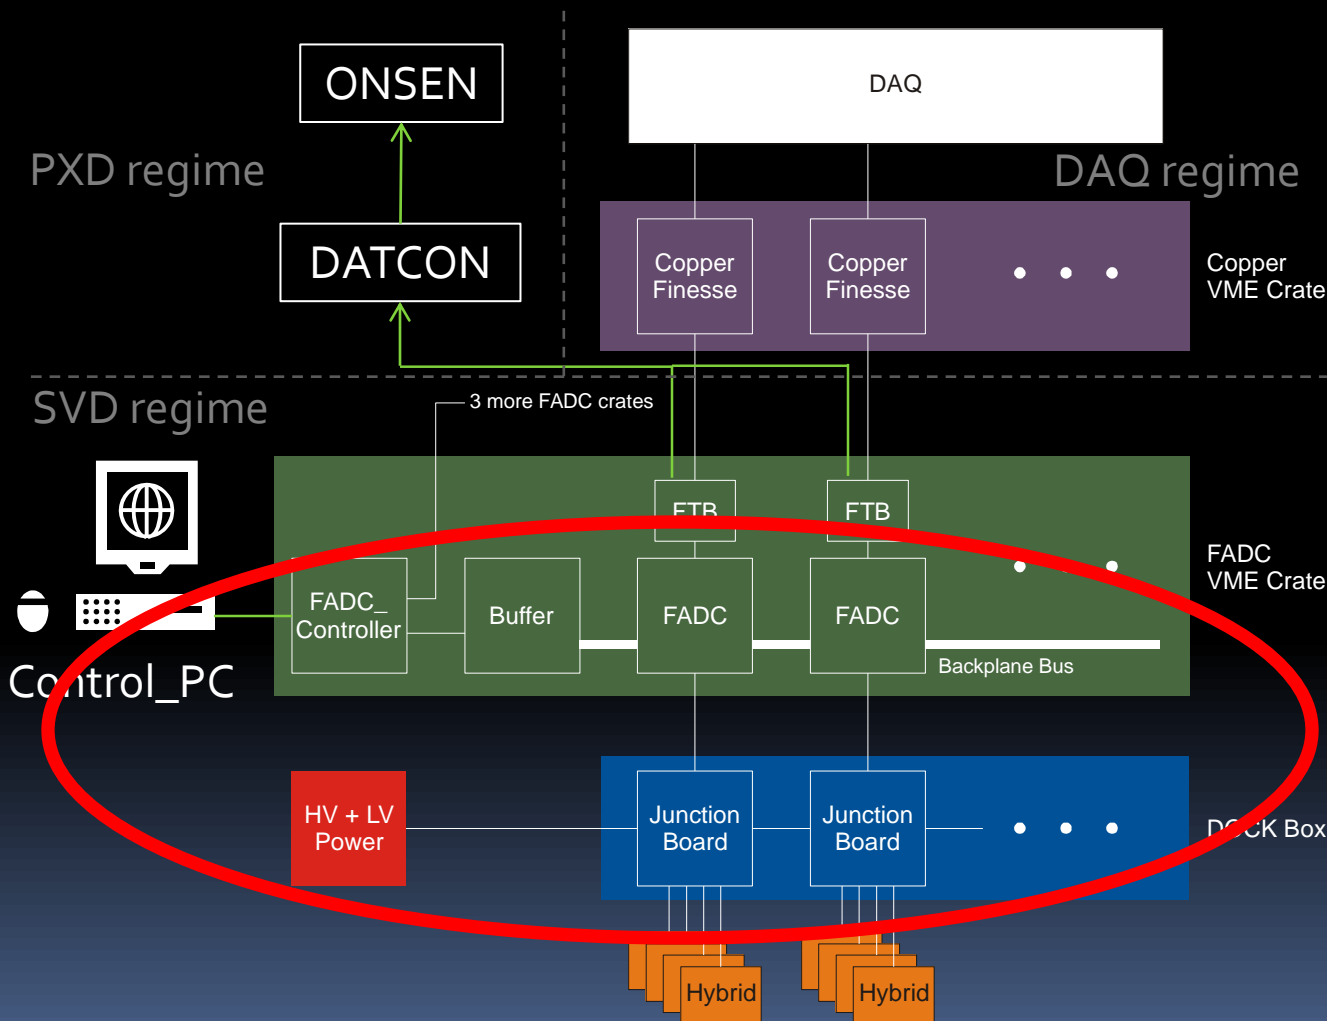 ONSEN
DAQ
PXD regime
DAQ regime
DATCON
Copper
Finesse
Copper
Finesse
Copper
VME Crate
SVD regime
3 more FADC crates
FTB
FTB
FADC
VME Crate
FADC_
Controller
Buffer
FADC
FADC
Backplane Bus
Control_PC
HV + LV
Power
Junction
Board
Junction
Board
DOCK Box
Hybrid
Hybrid